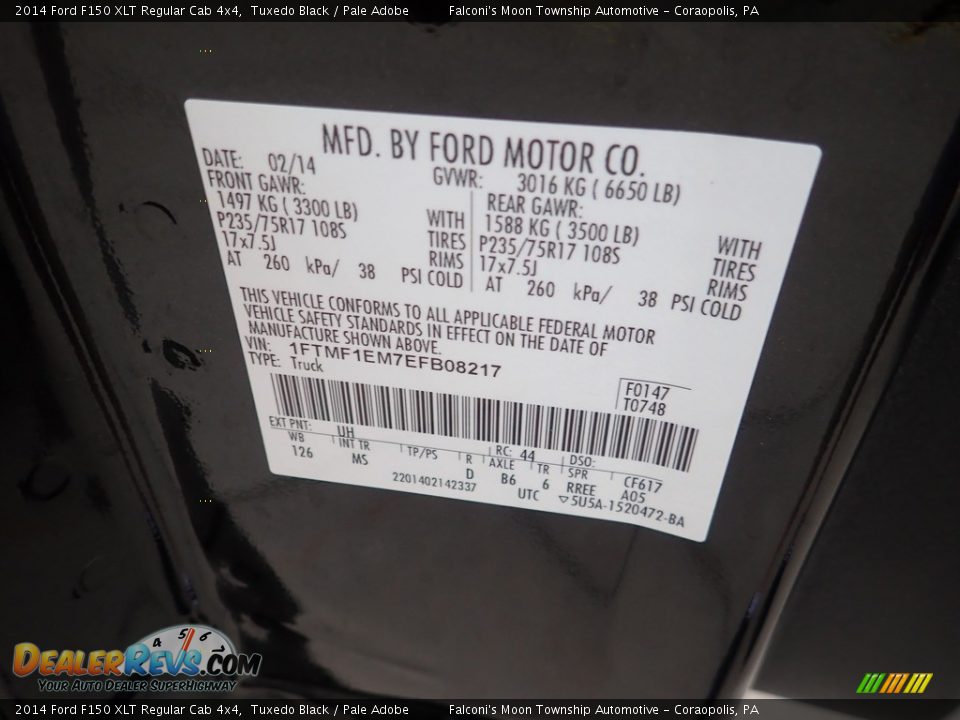 2014 Ford F150 XLT Regular Cab 4x4, Tuxedo Black / Pale Adobe Falconi's Moon Township Automotive - Coraopolis, PA
MFD. BY FORD MOTOR CO.
DATE: 02/14 GVWR: 3016 KG ( 6650 LB)
FRONT GAWR: REAR GAWR:
1497 KG ( 3300 LB) WITH 1588 KG ( 3500 LB) WITH
P235/75R17 108S TIRES P235/75R17 108S TIRES
17x7.5J RIMS 17x7.5J RIMS
AT 260 kPa/ 38 PSI COLD AT 260 kPa/ 38 PSI COLD
THIS VEHICLE CONFORMS TO ALL APPLICABLE FEDERAL MOTOR
VEHICLE SAFETY STANDARDS IN EFFECT ON THE DATE OF
MANUFACTURE SHOWN ABOVE.
VIN: 1FTMF1EM7EFB08217
TYPE: Truck
F0147
T0748
EXT PNT: UH RC: 44 DSO: CF617
WB INT TR TP/PS R AXLE TR SPR A05
126 MS D B6 6 RREE
2201402142337 UTC ▽5U5A-1520472-BA
4 5 6
DEALERREVS.COM
YOUR AUTO DEALER SUPERHIGHWAY
2014 Ford F150 XLT Regular Cab 4x4, Tuxedo Black / Pale Adobe Falconi's Moon Township Automotive - Coraopolis, PA